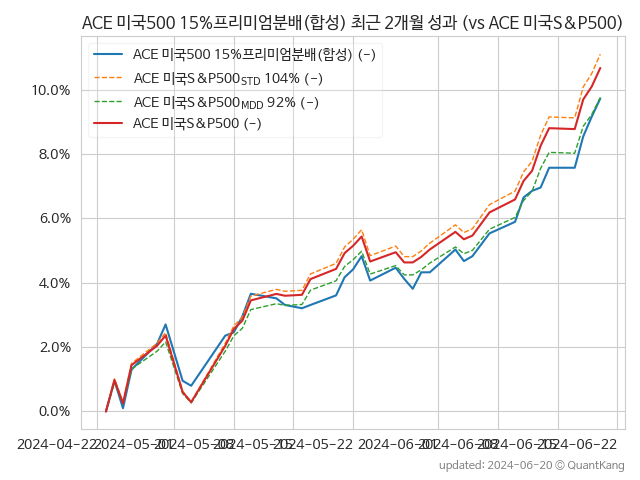 ACE 미국500 15%프리미엄분배(합성) 최근 2개월 성과 (vs ACE 미국S&P500)
ACE 미국500 15%프리미엄분배(합성) (-)
ACE 미국S&P500STD 104% (-)
ACE 미국S&P500MDD 92% (-)
ACE 미국S&P500 (-)
10.0%
8.0%
6.0%
4.0%
2.0%
0.0%
2024-04-22 2024-05-01 2024-05-08 2024-05-15 2024-05-22 2024-06-01 2024-06-08 2024-06-15 2024-06-22
updated: 2024-06-20 © QuantKang